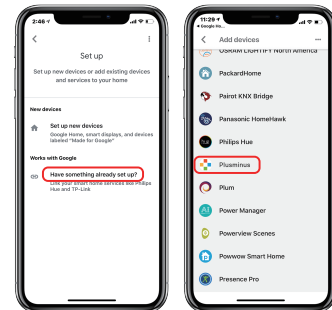 2:46
Set up
Set up new devices or add existing devices
and services to your home
New devices
Set up new devices
Google Home, smart displays, and devices
labeled "Made for Google"
Works with Google
Have something already set up?
Link your smart home services like Philips
Hue and TP-Link
11:29
Google Ho...
Add devices
OSRAM LIGHTIFY North America
PackardHome
Pairot KNX Bridge
Panasonic HomeHawk
Philips Hue
Plusminus
Plum
Power Manager
Powerview Scenes
Powwow Smart Home
Presence Pro